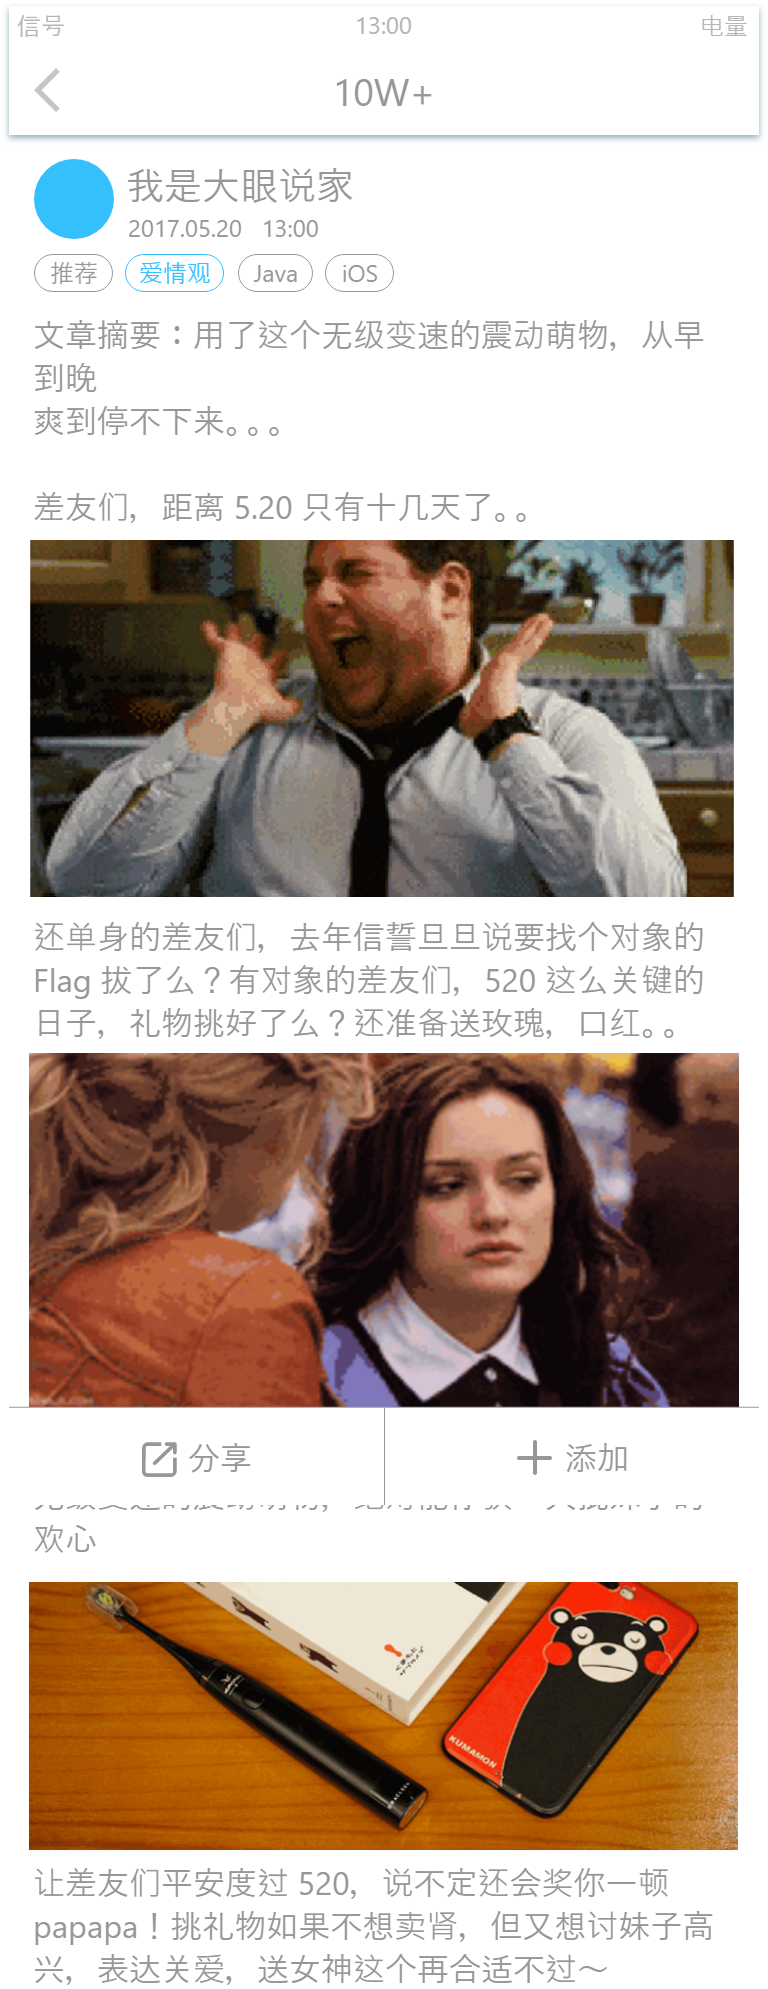 信号 13:00 电量
10W+
我是大眼说家
2017.05.20 13:00
推荐 爱情观 Java iOS
文章摘要：用了这个无级变速的震动萌物，从早
到晚
爽到停不下来。。。
差友们，距离 5.20 只有十几天了。。
还单身的差友们，去年信誓旦旦说要找个对象的
Flag 拔了么？有对象的差友们，520 这么关键的
日子，礼物挑好了么？还准备送玫瑰，口红。。
分享 添加
欢心
KUMAMON
让差友们平安度过 520，说不定还会奖你一顿
papapa！挑礼物如果不想卖肾，但又想讨妹子高
兴，表达关爱，送女神这个再合适不过～